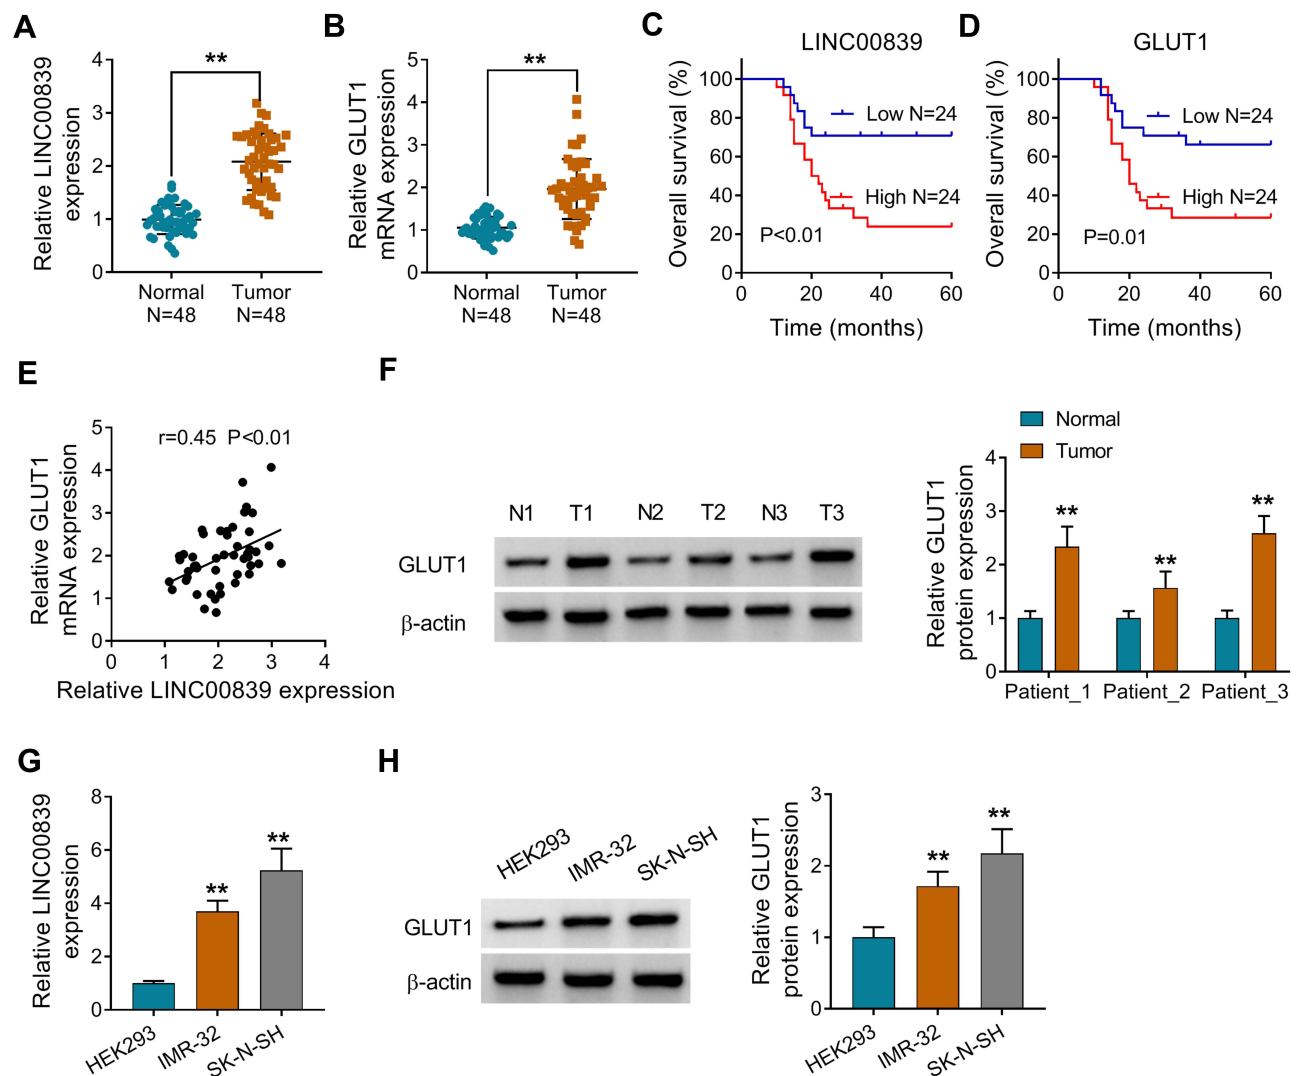 A
Relative LINC00839
expression
4
3
2
1
0
**
Normal
N=48
Tumor
N=48
B
Relative GLUT1
mRNA expression
5
4
3
2
1
0
**
Normal
N=48
Tumor
N=48
C
LINC00839
Overall survival (%)
100
80
60
40
20
0
Low N=24
High N=24
P<0.01
0 20 40 60
Time (months)
D
GLUT1
Overall survival (%)
100
80
60
40
20
0
Low N=24
High N=24
P=0.01
0 20 40 60
Time (months)
E
Relative GLUT1
mRNA expression
5
4
3
2
1
0
r=0.45 P<0.01
0 1 2 3 4
Relative LINC00839 expression
F
N1 T1 N2 T2 N3 T3
GLUT1
β-actin
Normal
Tumor
Relative GLUT1
protein expression
4
3
2
1
0
**
**
**
Patient_1 Patient_2 Patient_3
G
Relative LINC00839
expression
8
6
4
2
0
**
**
HEK293
IMR-32
SK-N-SH
H
HEK293
IMR-32
SK-N-SH
GLUT1
β-actin
Relative GLUT1
protein expression
3
2
1
0
**
**
HEK293
IMR-32
SK-N-SH